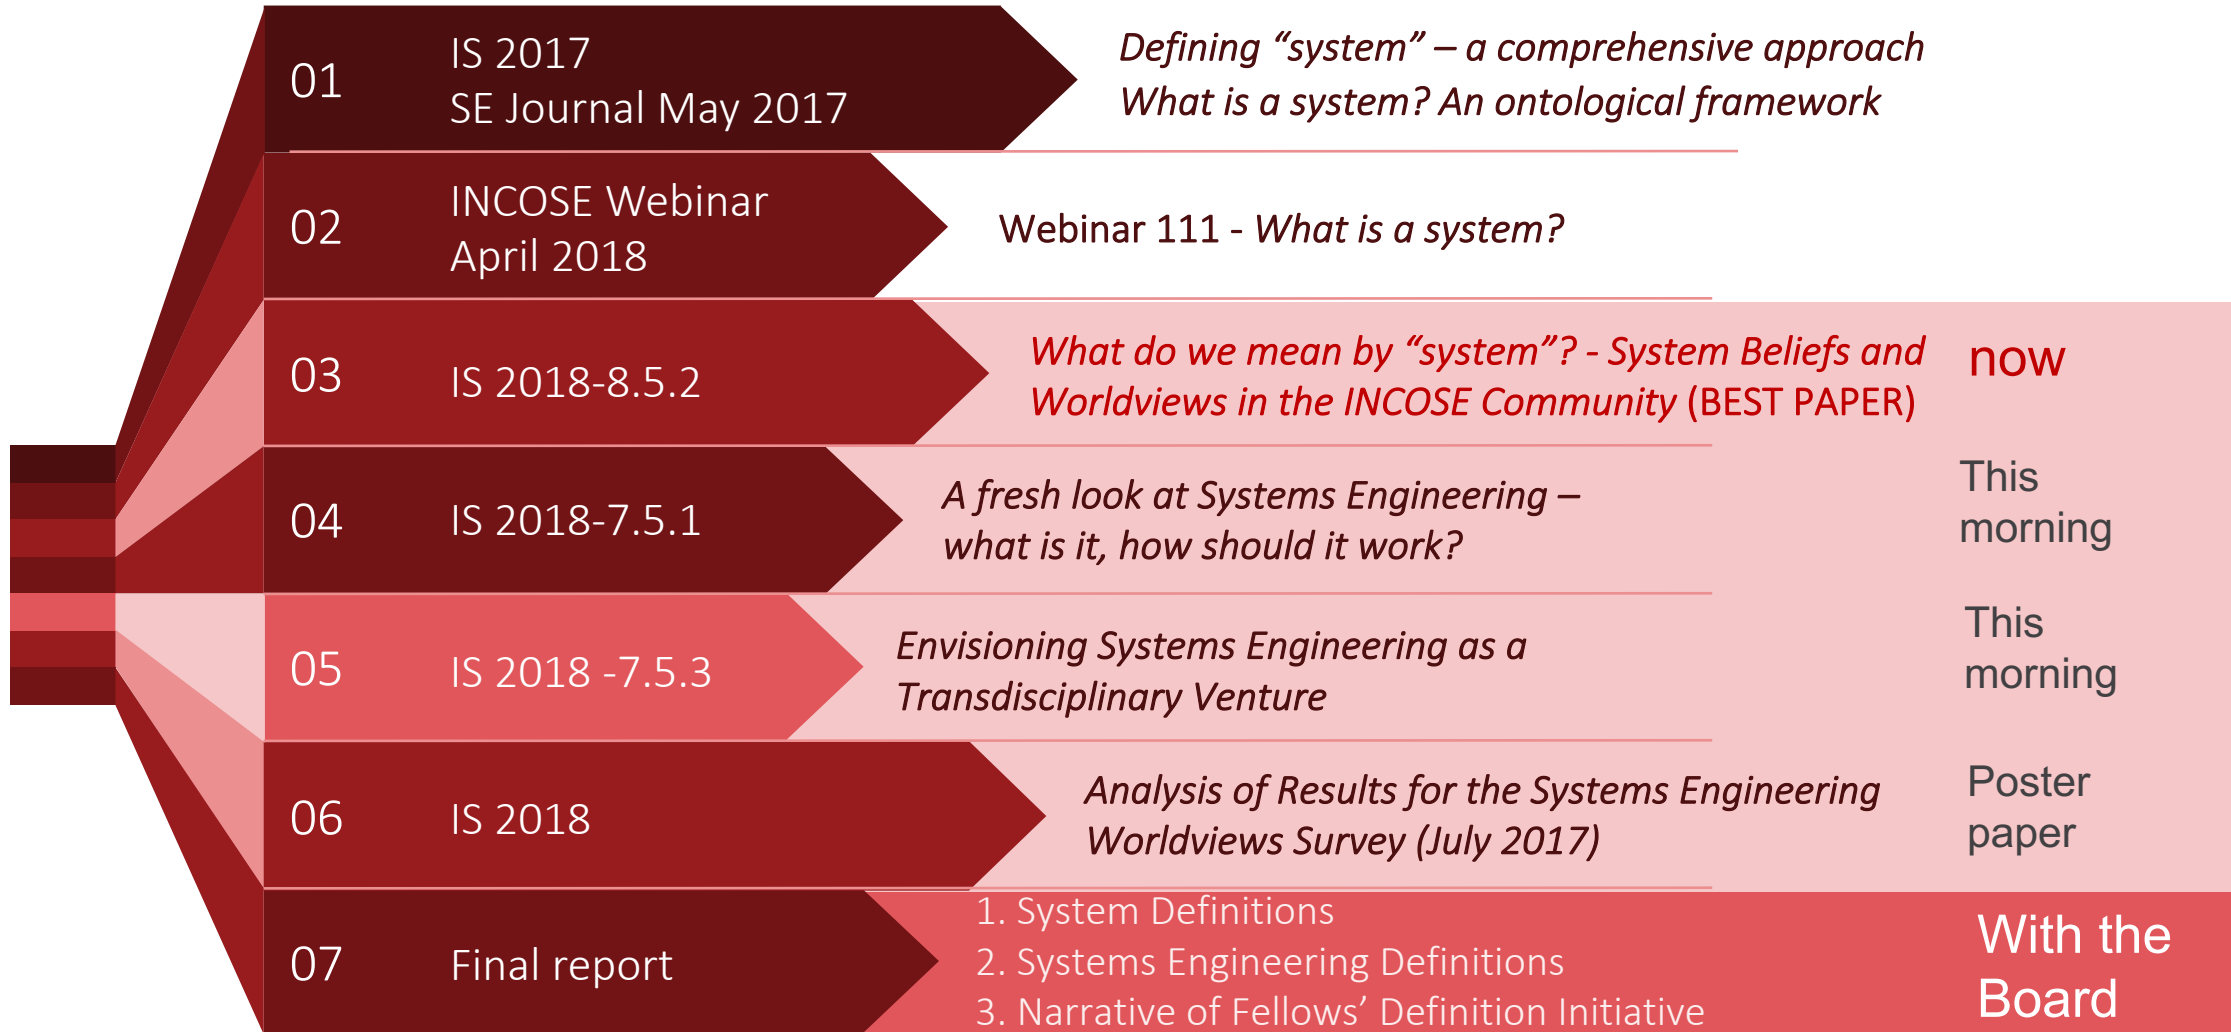 01
IS 2017
SE Journal May 2017
Defining “system” – a comprehensive approach
What is a system? An ontological framework
02
INCOSE Webinar
April 2018
Webinar 111 - What is a system?
03
IS 2018-8.5.2
What do we mean by “system”? - System Beliefs and
Worldviews in the INCOSE Community (BEST PAPER)
now
04
IS 2018-7.5.1
A fresh look at Systems Engineering –
what is it, how should it work?
This
morning
05
IS 2018 -7.5.3
Envisioning Systems Engineering as a
Transdisciplinary Venture
This
morning
06
IS 2018
Analysis of Results for the Systems Engineering
Worldviews Survey (July 2017)
Poster
paper
07
Final report
1. System Definitions
2. Systems Engineering Definitions
3. Narrative of Fellows’ Definition Initiative
With the
Board